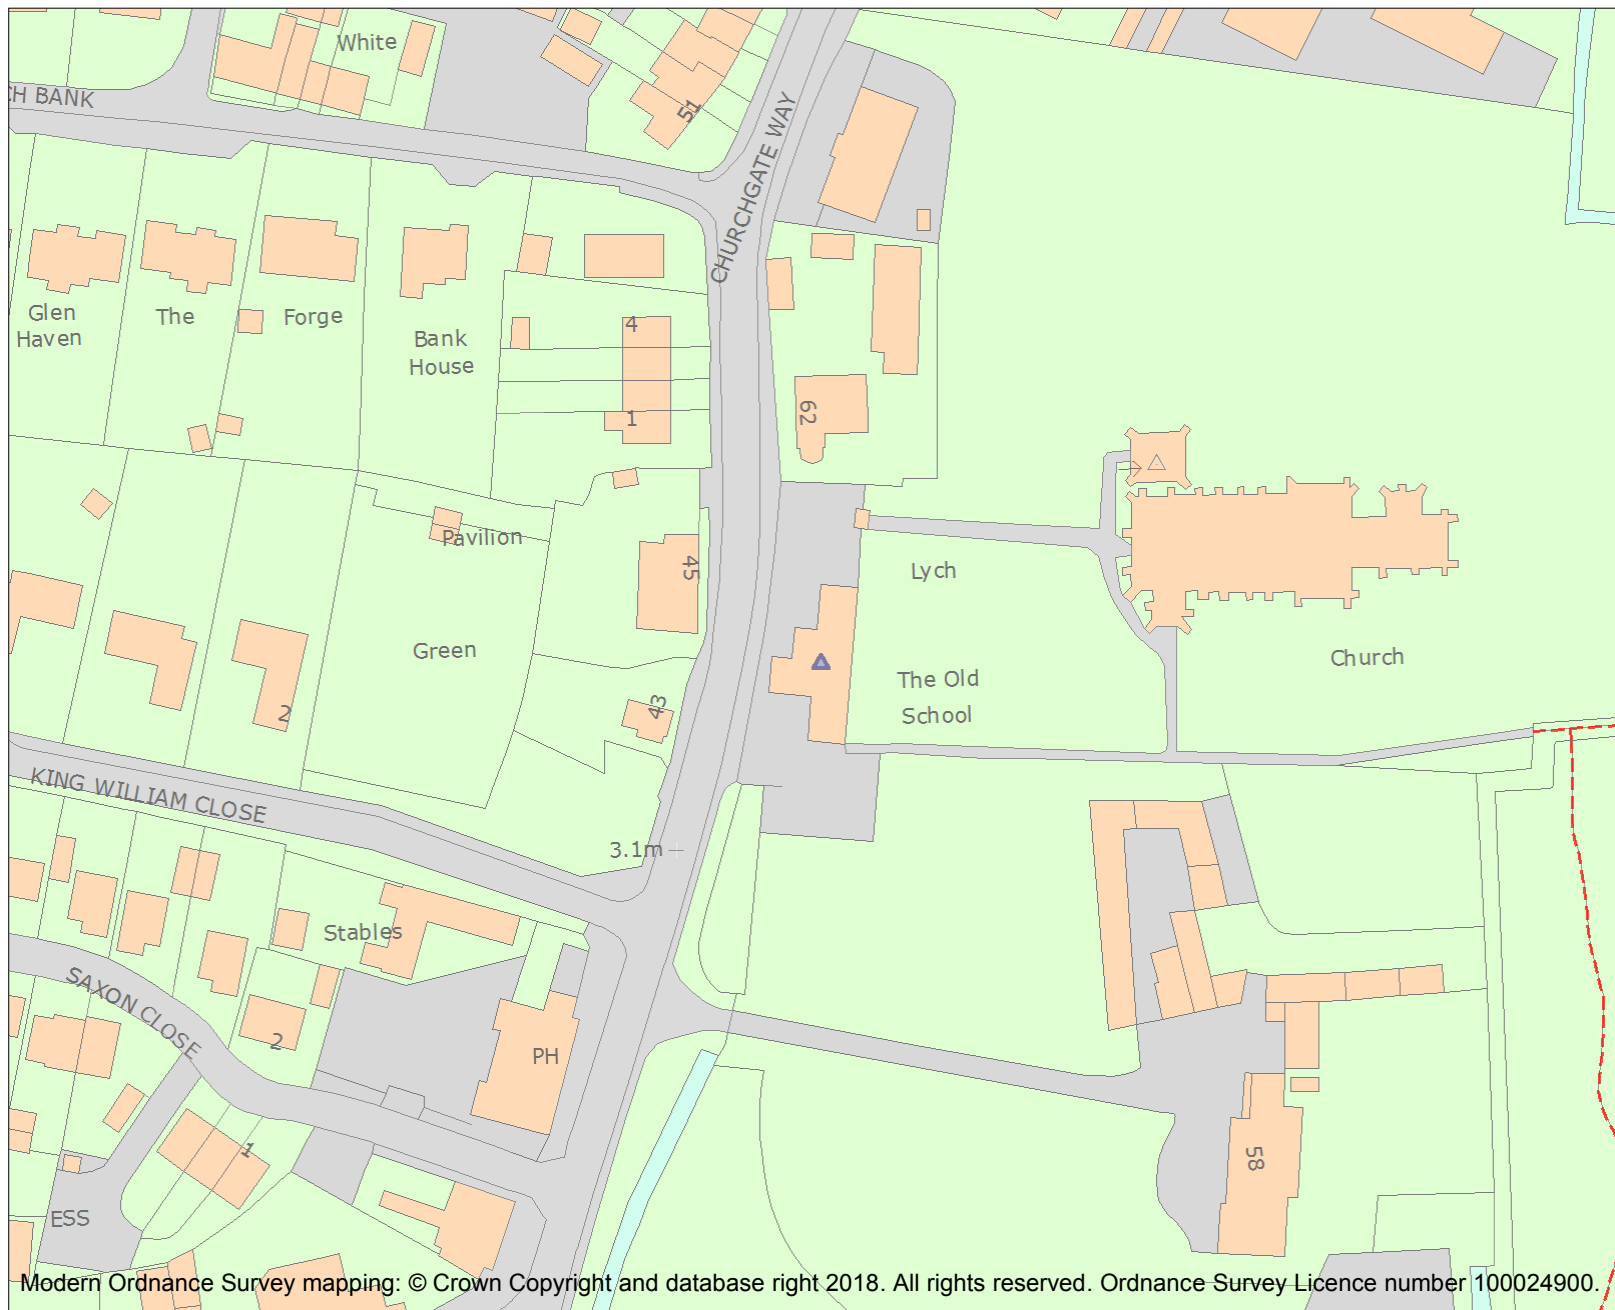 White
CH BANK
51
CHURCHGATE WAY
Glen
Haven
The
Forge
Bank
House
4
1
62
Pavilion
45
Lych
Green
43
The Old
School
Church
2
KING WILLIAM CLOSE
3.1m
Stables
SAXON CLOSE
2
PH
1
58
ESS
Modern Ordnance Survey mapping: © Crown Copyright and database right 2018. All rights reserved. Ordnance Survey Licence number 100024900.